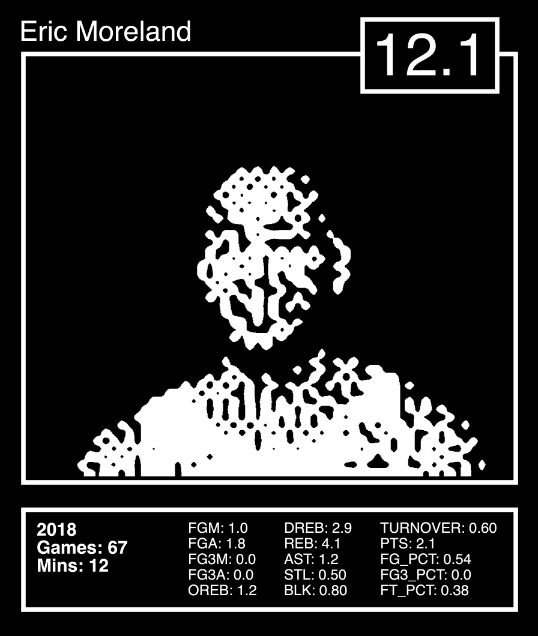 Eric Moreland
12.1
2018
Games: 67
Mins: 12
FGM: 1.0
FGA: 1.8
FG3M: 0.0
FG3A: 0.0
OREB: 1.2
DREB: 2.9
REB: 4.1
AST: 1.2
STL: 0.50
BLK: 0.80
TURNOVER: 0.60
PTS: 2.1
FG_PCT: 0.54
FG3_PCT: 0.0
FT_PCT: 0.38